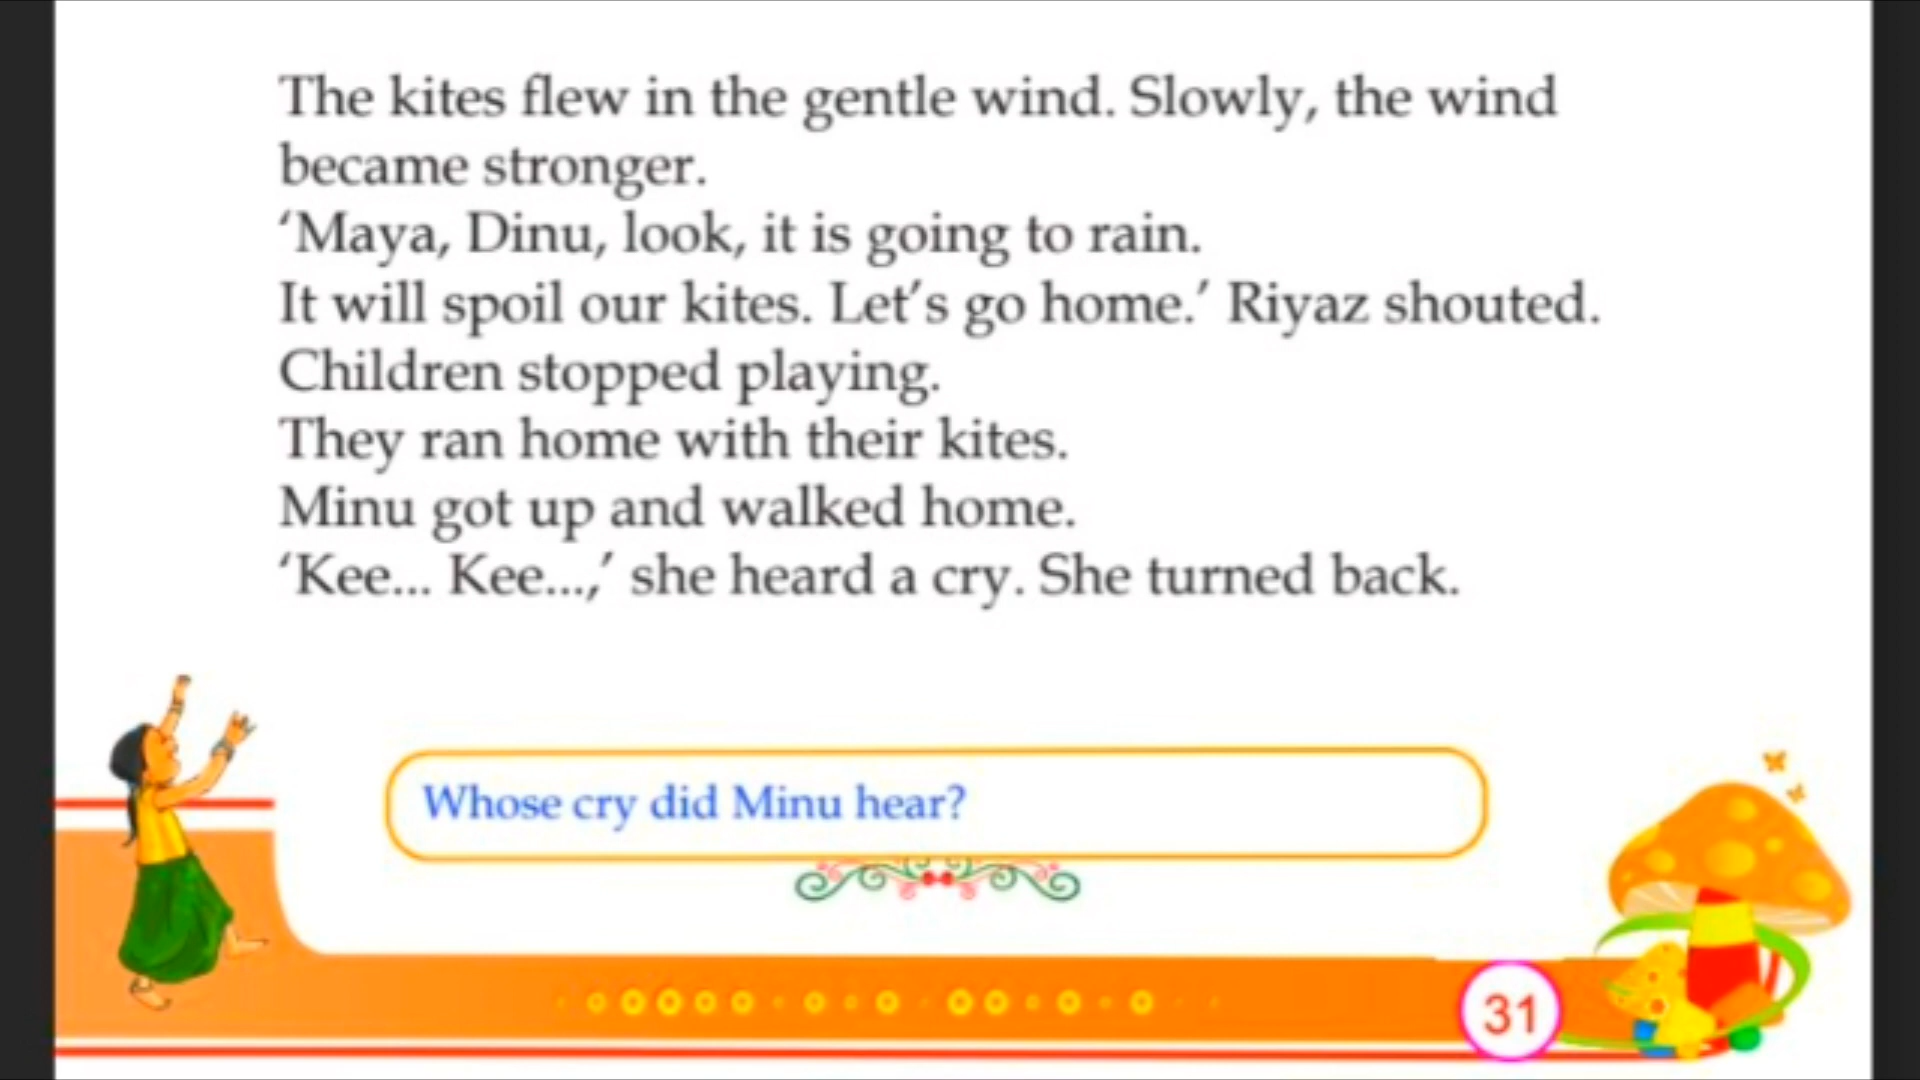 The kites flew in the gentle wind. Slowly, the wind
became stronger.
‘Maya, Dinu, look, it is going to rain.
It will spoil our kites. Let’s go home.’ Riyaz shouted.
Children stopped playing.
They ran home with their kites.
Minu got up and walked home.
‘Kee... Kee...,’ she heard a cry. She turned back.
Whose cry did Minu hear?
31